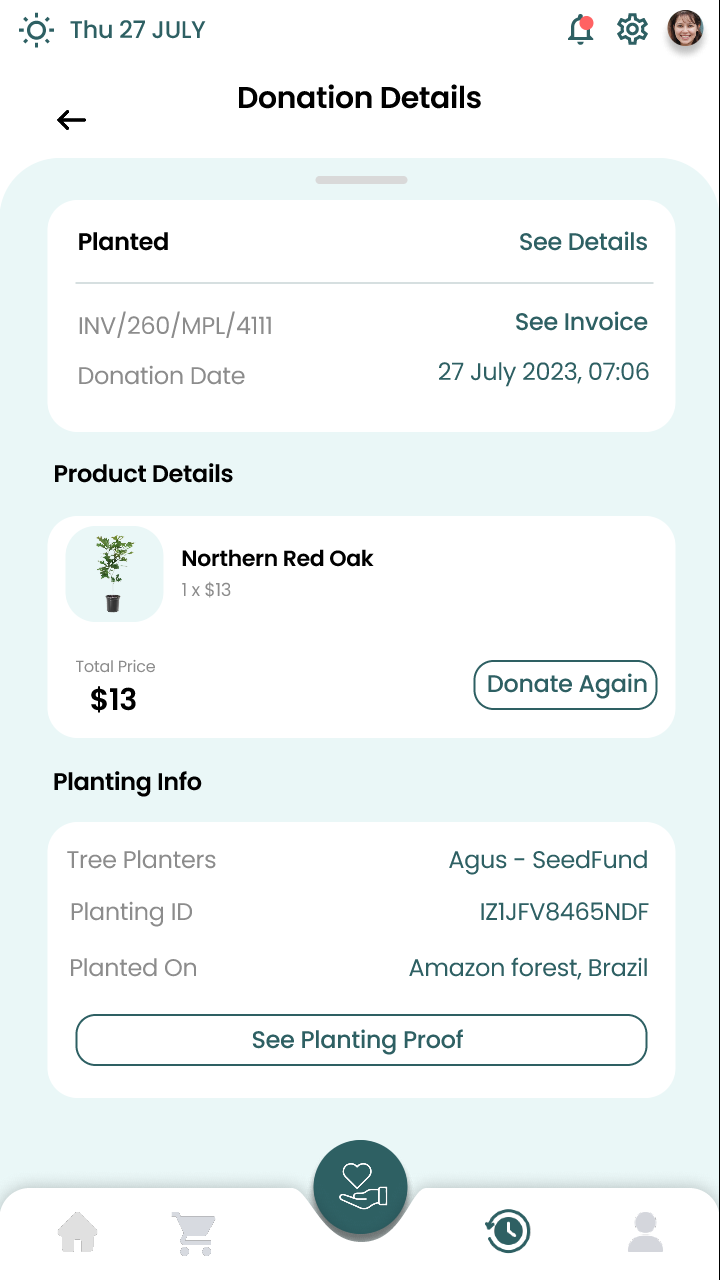 Thu 27 JULY
Donation Details
Planted See Details
INV/260/MPL/4111 See Invoice
Donation Date 27 July 2023, 07:06
Product Details
Northern Red Oak
1 x $13
Total Price
$13
Donate Again
Planting Info
Tree Planters Agus - SeedFund
Planting ID IZ1JFV8465NDF
Planted On Amazon forest, Brazil
See Planting Proof